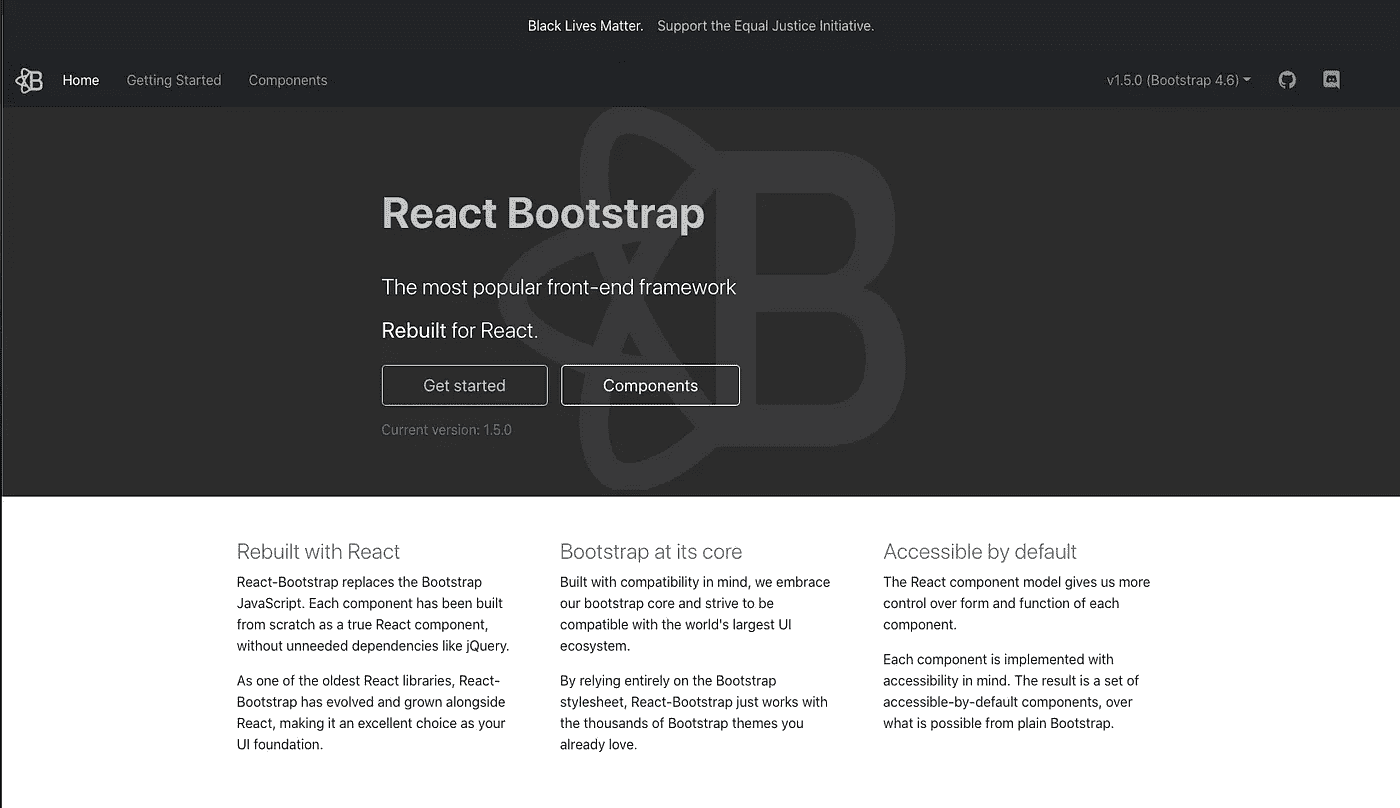 Black Lives Matter. Support the Equal Justice Initiative.
Home Getting Started Components v1.5.0 (Bootstrap 4.6)
React Bootstrap
The most popular front-end framework
Rebuilt for React.
Get started Components
Current version: 1.5.0
Rebuilt with React
React-Bootstrap replaces the Bootstrap
JavaScript. Each component has been built
from scratch as a true React component,
without unneeded dependencies like jQuery.
As one of the oldest React libraries, React-
Bootstrap has evolved and grown alongside
React, making it an excellent choice as your
UI foundation.
Bootstrap at its core
Built with compatibility in mind, we embrace
our bootstrap core and strive to be
compatible with the world's largest UI
ecosystem.
By relying entirely on the Bootstrap
stylesheet, React-Bootstrap just works with
the thousands of Bootstrap themes you
already love.
Accessible by default
The React component model gives us more
control over form and function of each
component.
Each component is implemented with
accessibility in mind. The result is a set of
accessible-by-default components, over
what is possible from plain Bootstrap.